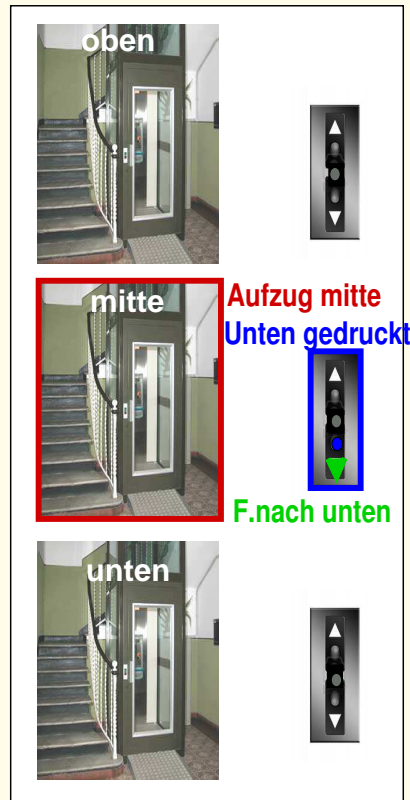 oben
mitte
Aufzug mitte
Unten gedruckt
F.nach unten
unten